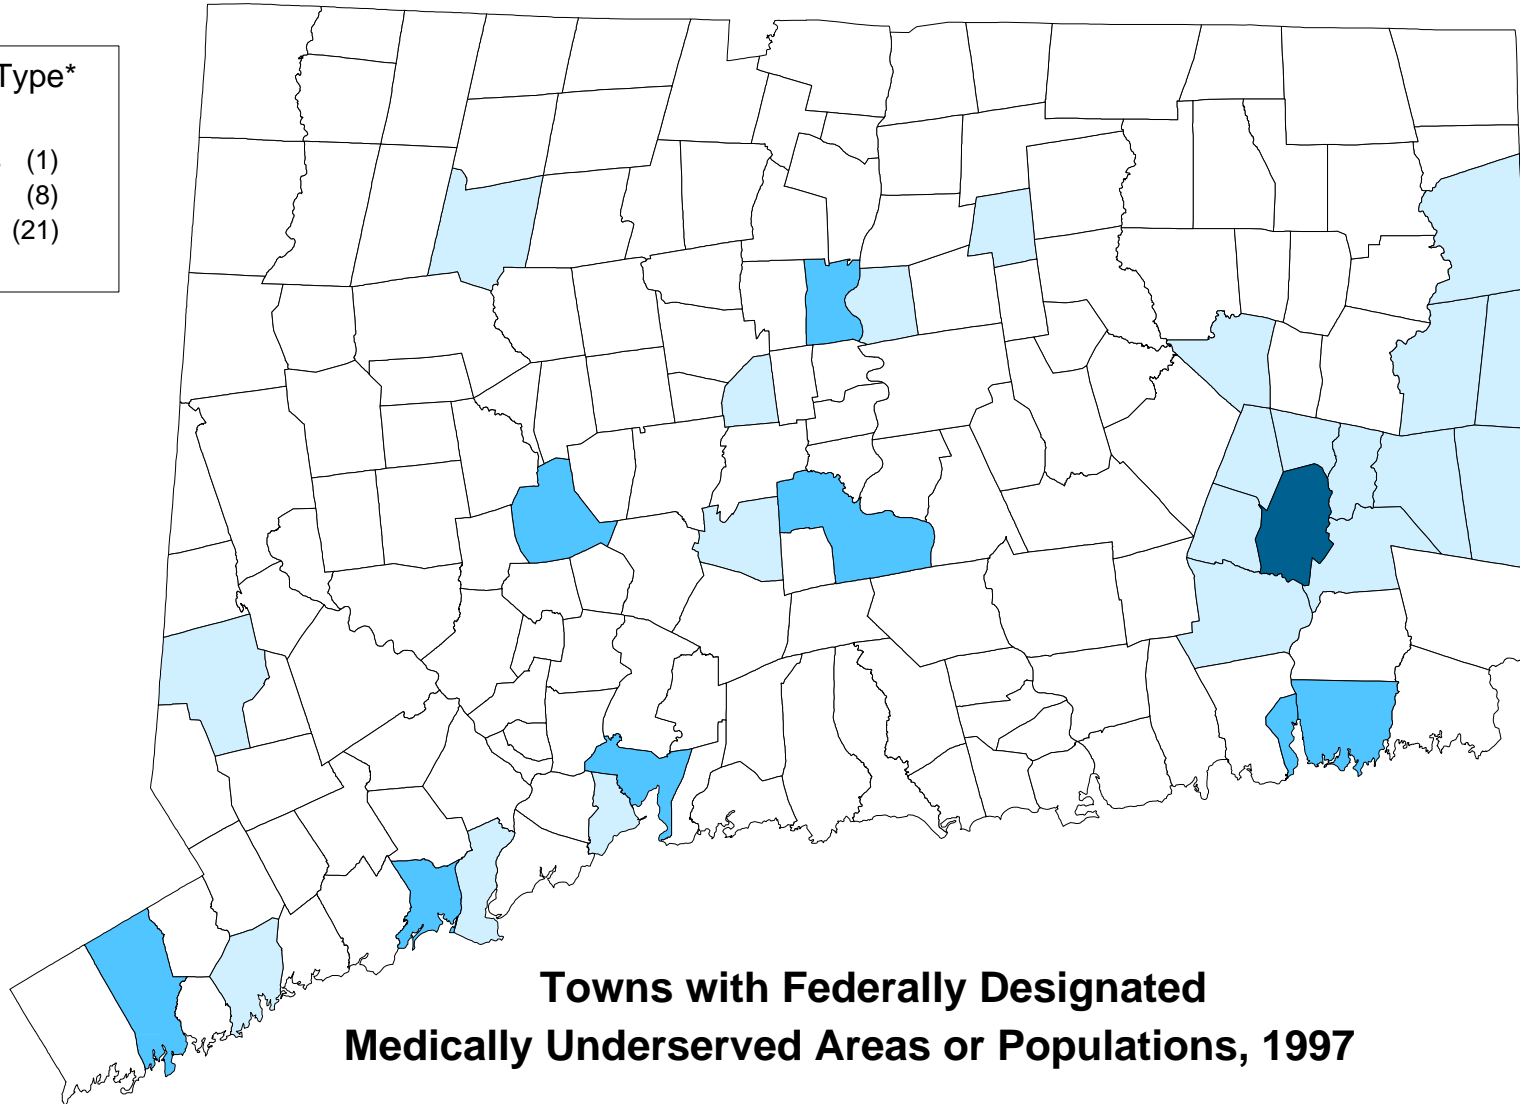 Type*
(1)
(8)
(21)
Towns with Federally Designated
Medically Underserved Areas or Populations, 1997